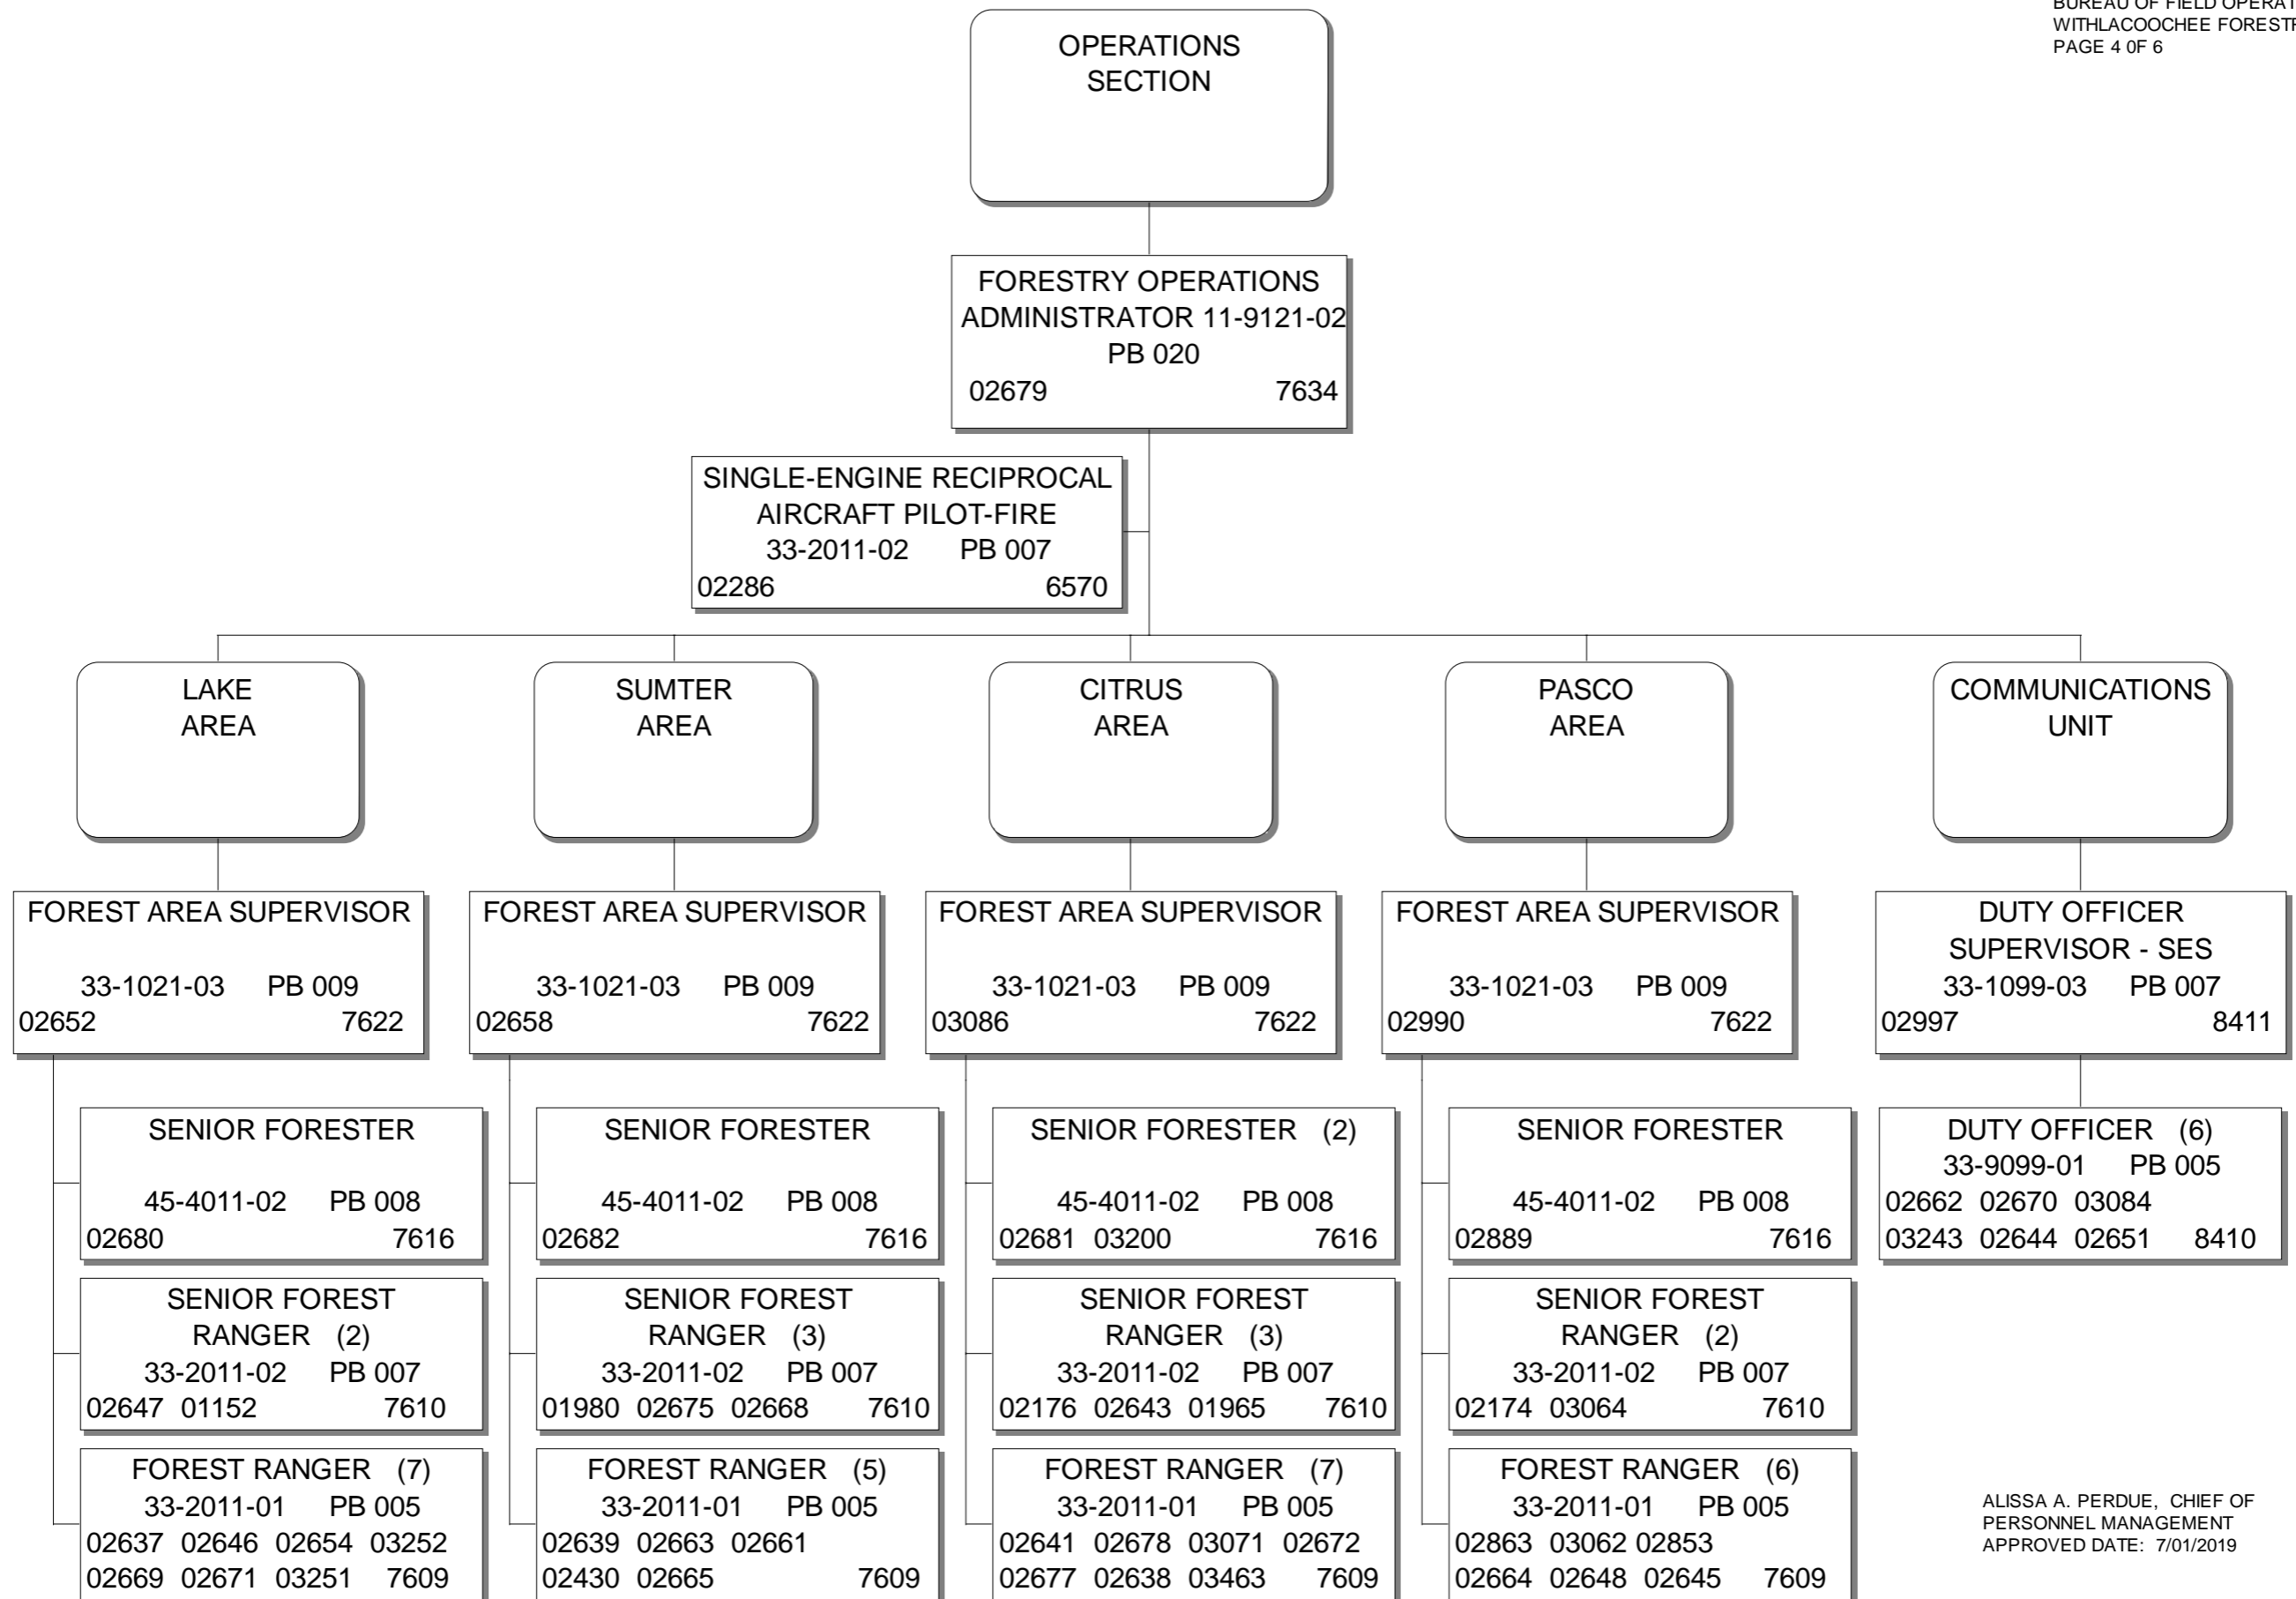 BUREAU OF FIELD
WITHLACOOCHEE
PAGE 4 0F 6
OPERATIONS
SECTION
FORESTRY OPERATIONS
ADMINISTRATOR 11-9121-02
PB 020
02679 7634
SINGLE-ENGINE RECIPROCAL
AIRCRAFT PILOT-FIRE
33-2011-02 PB 007
02286 6570
LAKE
AREA
SUMTER
AREA
CITRUS
AREA
PASCO
AREA
COMMUNICATIONS
UNIT
FOREST AREA SUPERVISOR
33-1021-03 PB 009
02652 7622
FOREST AREA SUPERVISOR
33-1021-03 PB 009
02658 7622
FOREST AREA SUPERVISOR
33-1021-03 PB 009
03086 7622
FOREST AREA SUPERVISOR
33-1021-03 PB 009
02990 7622
DUTY OFFICER
SUPERVISOR - SES
33-1099-03 PB 007
02997 8411
SENIOR FORESTER
45-4011-02 PB 008
02680 7616
SENIOR FORESTER
45-4011-02 PB 008
02682 7616
SENIOR FORESTER (2)
45-4011-02 PB 008
02681 03200 7616
SENIOR FORESTER
45-4011-02 PB 008
02889 7616
DUTY OFFICER (6)
33-9099-01 PB 005
02662 02670 03084
03243 02644 02651 8410
SENIOR FOREST
RANGER (2)
33-2011-02 PB 007
02647 01152 7610
SENIOR FOREST
RANGER (3)
33-2011-02 PB 007
01980 02675 02668 7610
SENIOR FOREST
RANGER (3)
33-2011-02 PB 007
02176 02643 01965 7610
SENIOR FOREST
RANGER (2)
33-2011-02 PB 007
02174 03064 7610
FOREST RANGER (7)
33-2011-01 PB 005
02637 02646 02654 03252
02669 02671 03251 7609
FOREST RANGER (5)
33-2011-01 PB 005
02639 02663 02661
02430 02665 7609
FOREST RANGER (7)
33-2011-01 PB 005
02641 02678 03071 02672
02677 02638 03463 7609
FOREST RANGER (6)
33-2011-01 PB 005
02863 03062 02853
02664 02648 02645 7609
ALISSA A. PERDUE, CHIEF OF
PERSONNEL MANAGEMENT
APPROVED DATE: 7/01/2019